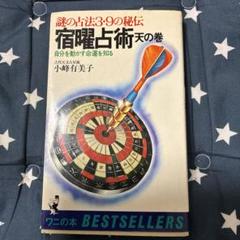 謎の古法3・9の秘伝
宿曜占術 天の巻
自分を動かす命運を知る
小峰有美子
ワニの本 BESTSELLERS